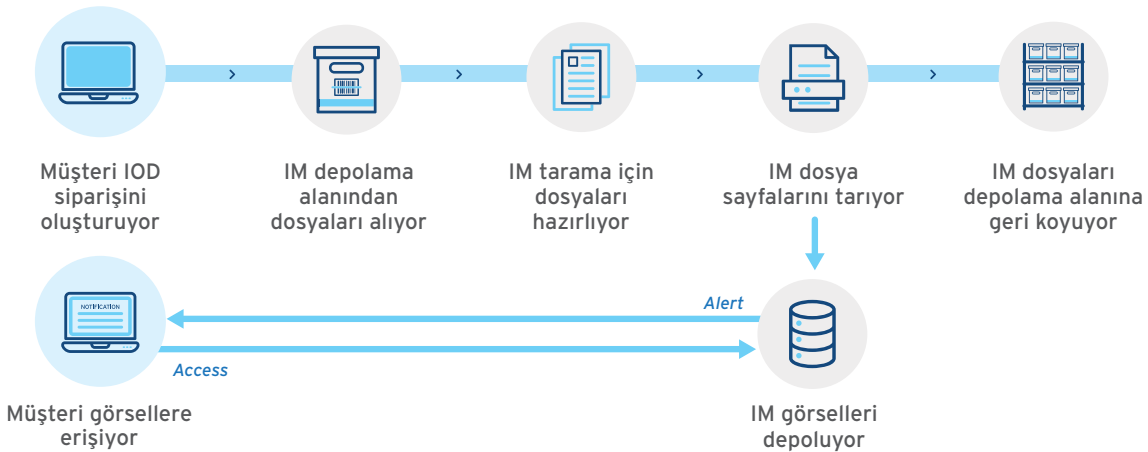 Müşteri IOD
siparişini
oluşturuyor
IM depolama
alanından
dosyaları alıyor
IM tarama için
dosyaları
hazırlıyor
IM dosya
sayfalarını tarıyor
IM dosyaları
depolama alanına
geri koyuyor
NOTIFICATION
Alert
Access
Müşteri görsellere
erişiyor
IM görselleri
depoluyor